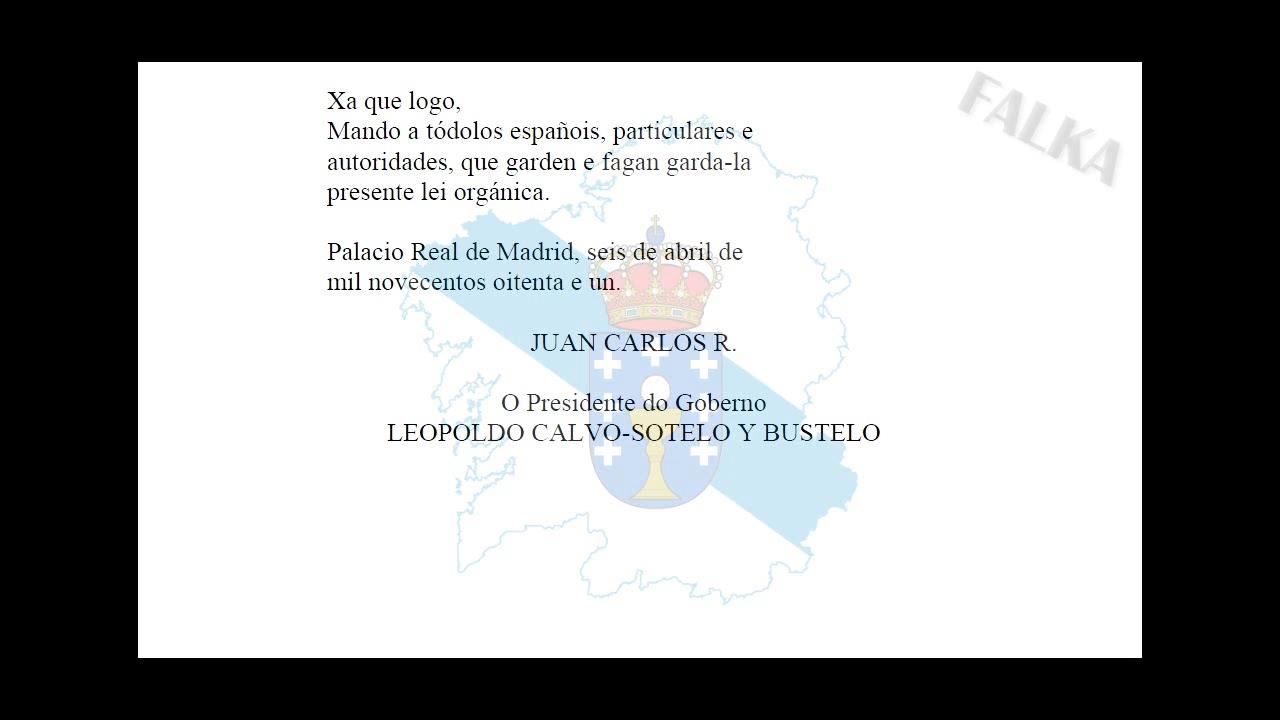 FALKA
Xa que logo,
Mando a tódolos españois, particulares e
autoridades, que garden e fagan garda-la
presente lei orgánica.
Palacio Real de Madrid, seis de abril de
mil novecentos oitenta e un.
JUAN CARLOS R.
O Presidente do Goberno
LEOPOLDO CALVO-SOTELO Y BUSTELO